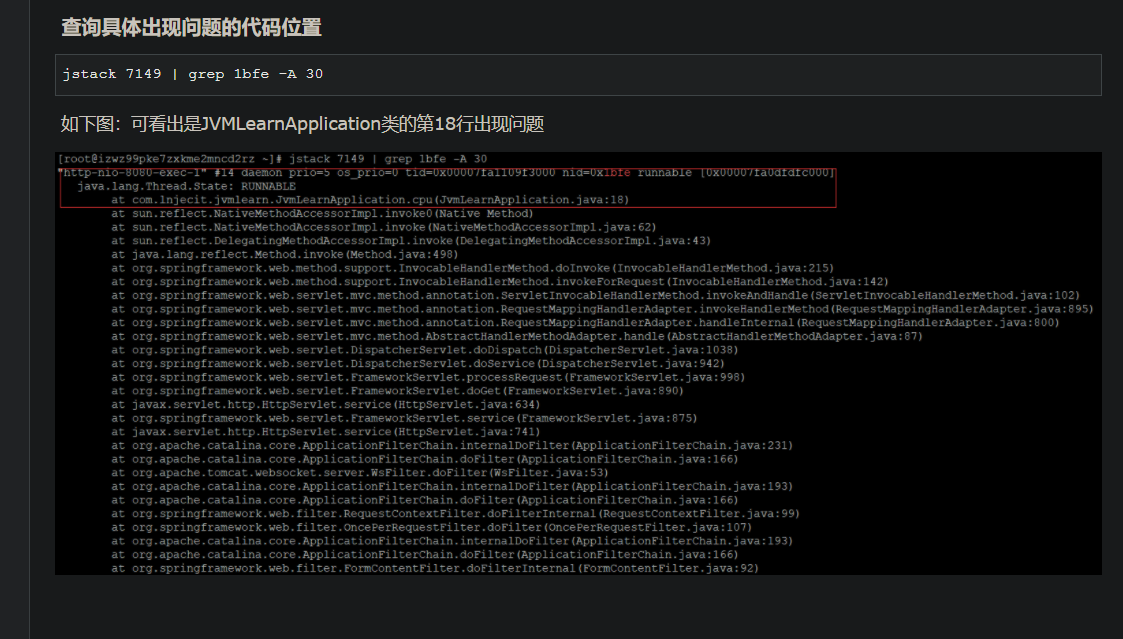 查询具体出现问题的代码位置
jstack 7149 | grep 1bfe -A 30
如下图：可看出是JVMLearnApplication类的第18行出现问题
[root@izwz99pke7zxkme2mncd2rz ~]# jstack 7149 | grep 1bfe -A 30
"http-nio-8080-exec-1" #14 daemon prio=5 os_prio=0 tid=0x00007fa1109f3000 nid=0x1bfe runnable [0x00007fa0dfdfc000]
java.lang.Thread.State: RUNNABLE
at com.lnjecit.jvmlearn.JvmLearnApplication.cpu(JvmLearnApplication.java:18)
at sun.reflect.NativeMethodAccessorImpl.invoke0(Native Method)
at sun.reflect.NativeMethodAccessorImpl.invoke(NativeMethodAccessorImpl.java:62)
at sun.reflect.DelegatingMethodAccessorImpl.invoke(DelegatingMethodAccessorImpl.java:43)
at java.lang.reflect.Method.invoke(Method.java:498)
at org.springframework.web.method.support.InvocableHandlerMethod.doInvoke(InvocableHandlerMethod.java:215)
at org.springframework.web.method.support.InvocableHandlerMethod.invokeForRequest(InvocableHandlerMethod.java:142)
at org.springframework.web.servlet.mvc.method.annotation.ServletInvocableHandlerMethod.invokeAndHandle(ServletInvocableHandlerMethod.java:102)
at org.springframework.web.servlet.mvc.method.annotation.RequestMappingHandlerAdapter.invokeHandlerMethod(RequestMappingHandlerAdapter.java:895)
at org.springframework.web.servlet.mvc.method.annotation.RequestMappingHandlerAdapter.handleInternal(RequestMappingHandlerAdapter.java:800)
at org.springframework.web.servlet.mvc.method.AbstractHandlerMethodAdapter.handle(AbstractHandlerMethodAdapter.java:87)
at org.springframework.web.servlet.DispatcherServlet.doDispatch(DispatcherServlet.java:1038)
at org.springframework.web.servlet.DispatcherServlet.doService(DispatcherServlet.java:942)
at org.springframework.web.servlet.FrameworkServlet.processRequest(FrameworkServlet.java:998)
at org.springframework.web.servlet.FrameworkServlet.doGet(FrameworkServlet.java:890)
at javax.servlet.http.HttpServlet.service(HttpServlet.java:634)
at org.springframework.web.servlet.FrameworkServlet.service(FrameworkServlet.java:875)
at javax.servlet.http.HttpServlet.service(HttpServlet.java:741)
at org.apache.catalina.core.ApplicationFilterChain.internalDoFilter(ApplicationFilterChain.java:231)
at org.apache.catalina.core.ApplicationFilterChain.doFilter(ApplicationFilterChain.java:166)
at org.apache.tomcat.websocket.server.WsFilter.doFilter(WsFilter.java:53)
at org.apache.catalina.core.ApplicationFilterChain.internalDoFilter(ApplicationFilterChain.java:193)
at org.apache.catalina.core.ApplicationFilterChain.doFilter(ApplicationFilterChain.java:166)
at org.springframework.web.filter.RequestContextFilter.doFilterInternal(RequestContextFilter.java:99)
at org.springframework.web.filter.OncePerRequestFilter.doFilter(OncePerRequestFilter.java:107)
at org.apache.catalina.core.ApplicationFilterChain.internalDoFilter(ApplicationFilterChain.java:193)
at org.apache.catalina.core.ApplicationFilterChain.doFilter(ApplicationFilterChain.java:166)
at org.springframework.web.filter.FormContentFilter.doFilterInternal(FormContentFilter.java:92)